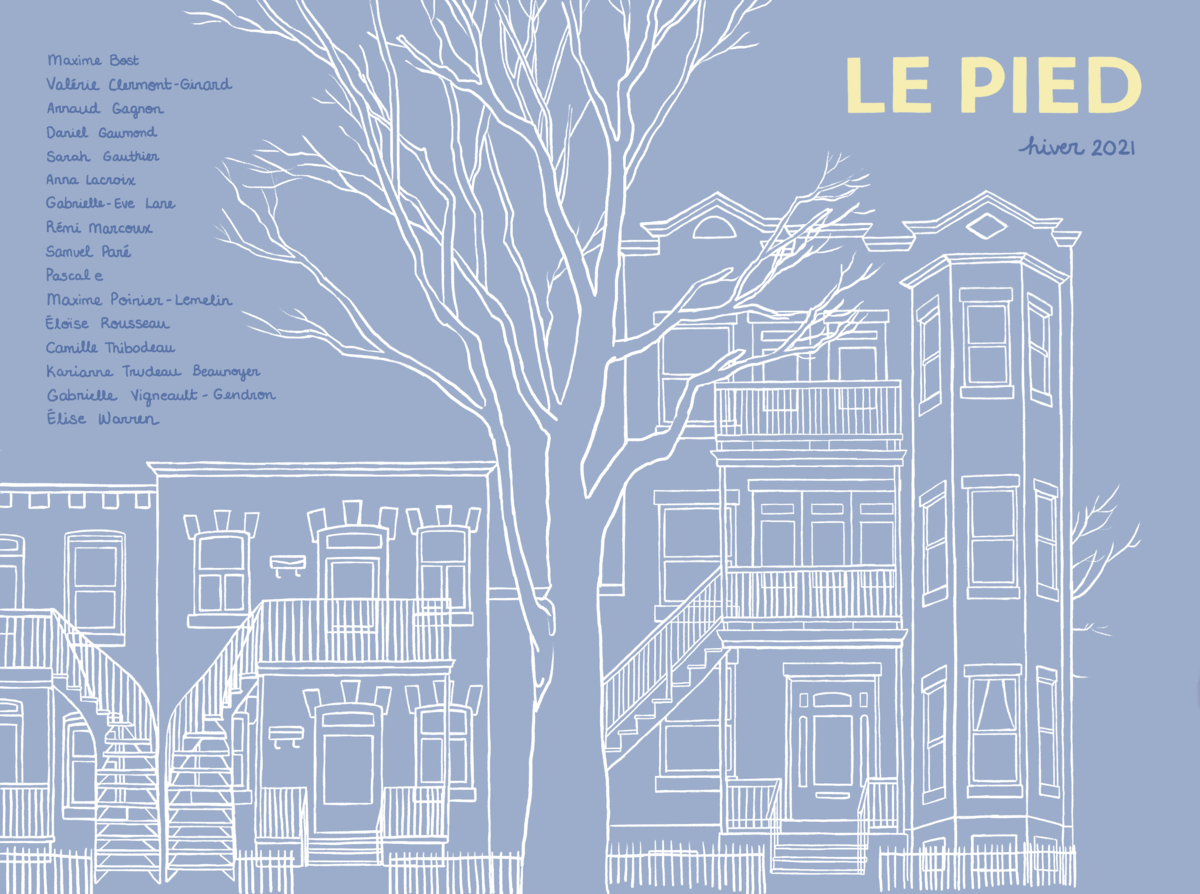 Maxime Bost
Valérie Clermont-Girard
Arnaud Gagnon
Daniel Gaumond
Sarah Gauthier
Anna Lacroix
Gabrielle-Eve Lane
Rémi Marcoux
Samuel Paré
Pascale
Maxime Poirier-Lemelin
Éloïse Rousseau
Camille Thibodeau
Karianne Trudeau Beaunoyer
Gabrielle Vigneault-Gendron
Élise Warren
LE PIED
hiver 2021